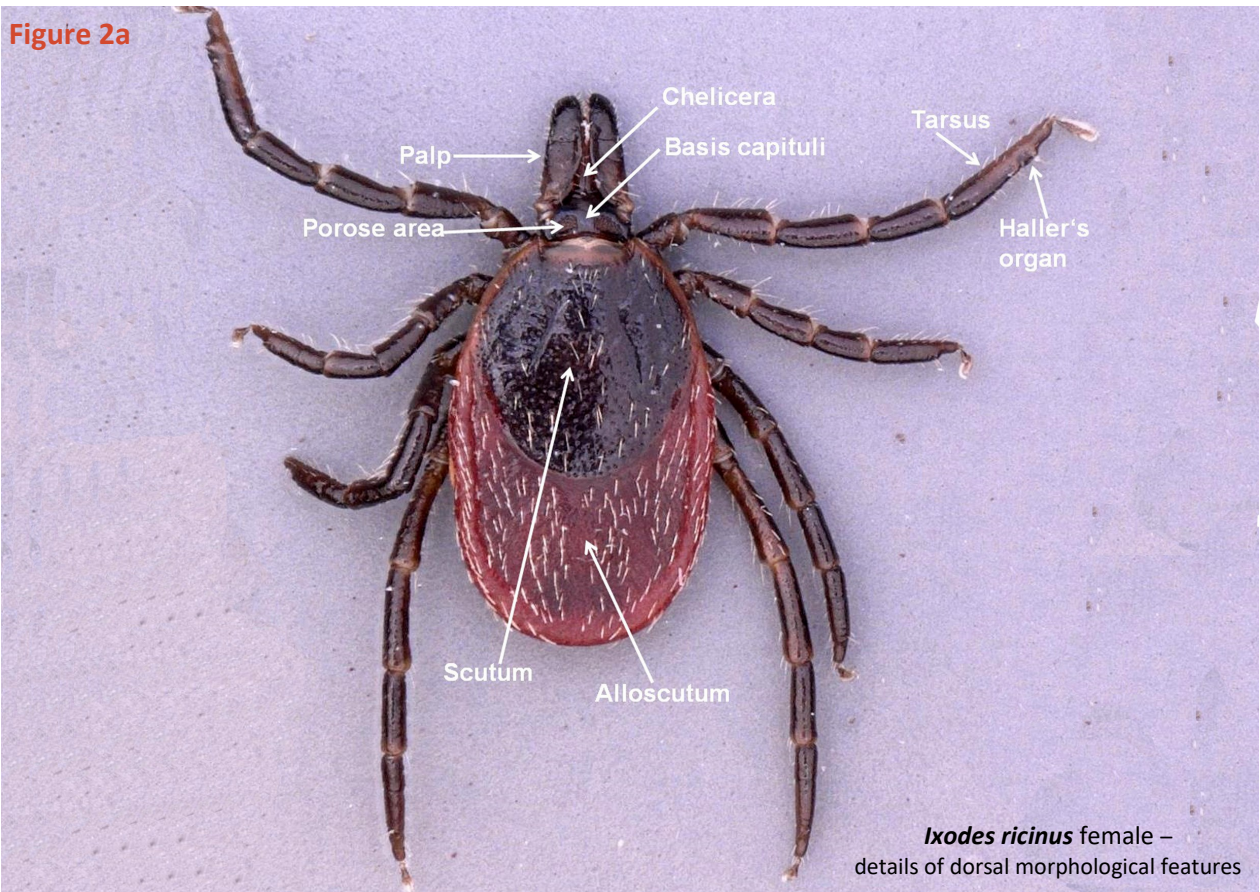 Figure 2a
Chelicera
Basis capituli
Tarsus
Palp
Porose area
Haller‘s
organ
Scutum
Alloscutum
Ixodes ricinus female –
details of dorsal morphological features